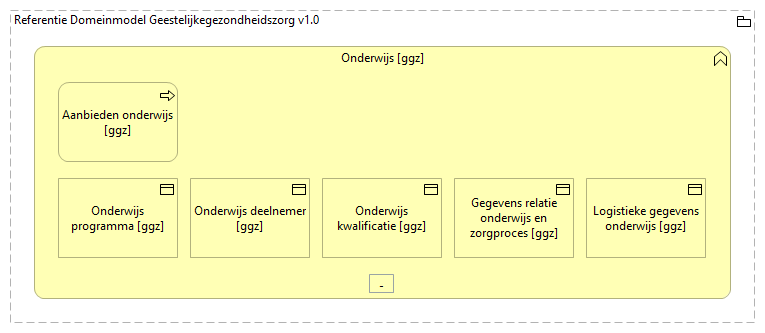 Referentie Domeinmodel Geestelijkegezondheidszorg v1.0
Onderwijs [ggz]
Aanbieden onderwijs
[ggz]
Onderwijs
programma [ggz]
Onderwijs deelnemer
[ggz]
Onderwijs
kwalificatie [ggz]
Gegevens relatie
onderwijs en
zorgproces [ggz]
Logistieke gegevens
onderwijs [ggz]
-